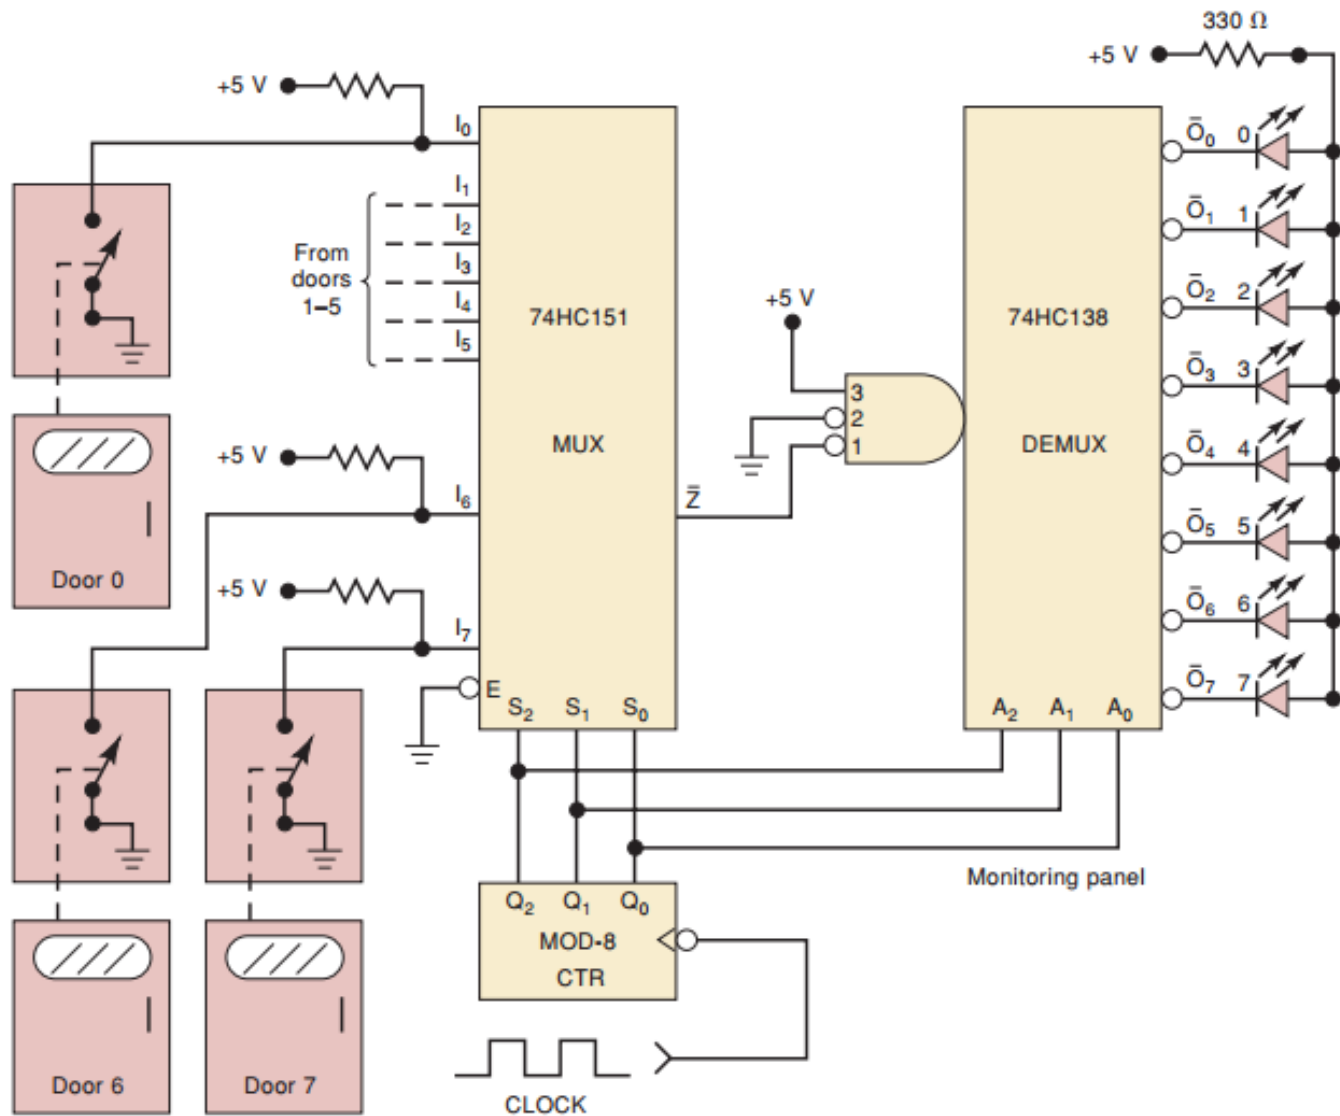 330 Ω
+5 V
+5 V
I₀
I₁
I₂
I₃
I₄
I₅
From
doors
1–5
74HC151
MUX
+5 V
3
2
1
74HC138
DEMUX
Ō₀ 0
Ō₁ 1
Ō₂ 2
Ō₃ 3
Ō₄ 4
Ō₅ 5
Ō₆ 6
Ō₇ 7
+5 V
I₆
Z̄
Door 0
+5 V
I₇
E
S₂ S₁ S₀
A₂ A₁ A₀
Monitoring panel
Q₂ Q₁ Q₀
MOD-8
CTR
Door 6
Door 7
CLOCK